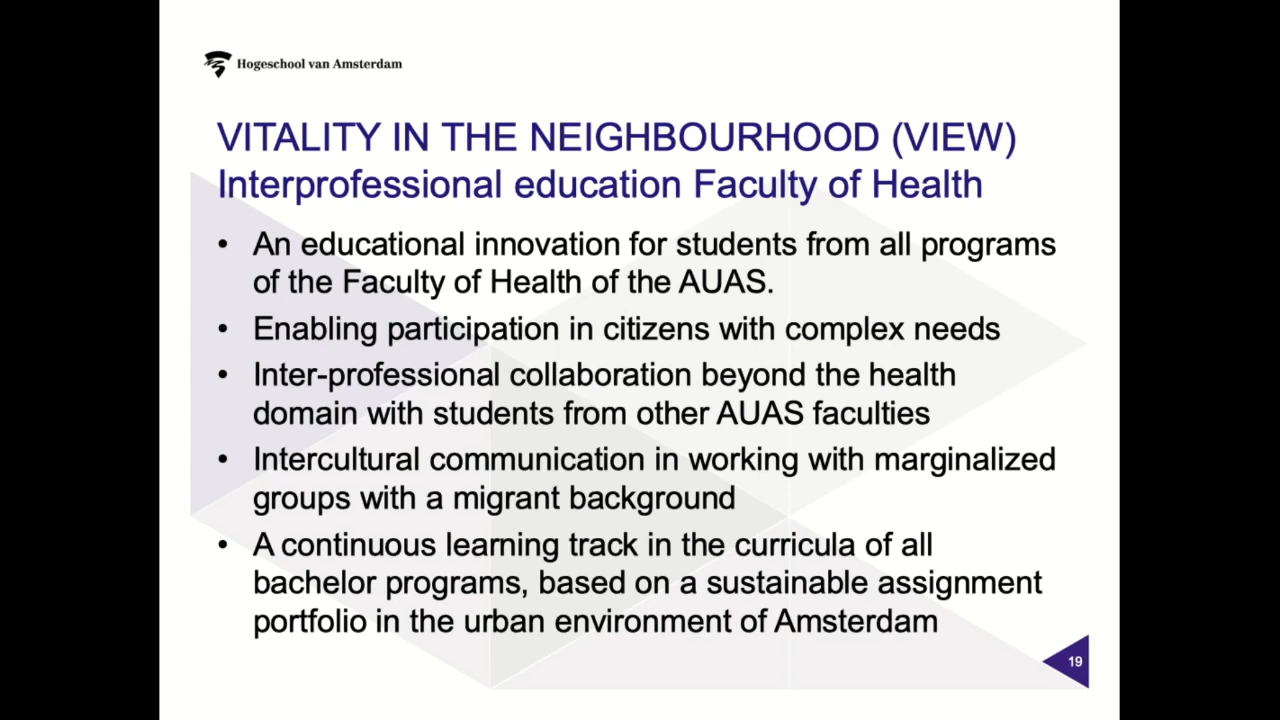 Hogeschool van Amsterdam
VITALITY IN THE NEIGHBOURHOOD (VIEW)
Interprofessional education Faculty of Health
• An educational innovation for students from all programs
of the Faculty of Health of the AUAS.
• Enabling participation in citizens with complex needs
• Inter-professional collaboration beyond the health
domain with students from other AUAS faculties
• Intercultural communication in working with marginalized
groups with a migrant background
• A continuous learning track in the curricula of all
bachelor programs, based on a sustainable assignment
portfolio in the urban environment of Amsterdam
19